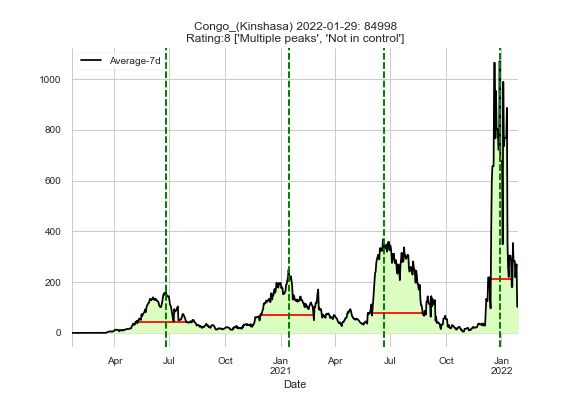 Congo_(Kinshasa) 2022-01-29: 84998
Rating:8 ['Multiple peaks', 'Not in control']
Average-7d
1000
800
600
400
200
0
Apr
Jul
Oct
Jan
2021
Apr
Jul
Oct
Jan
2022
Date